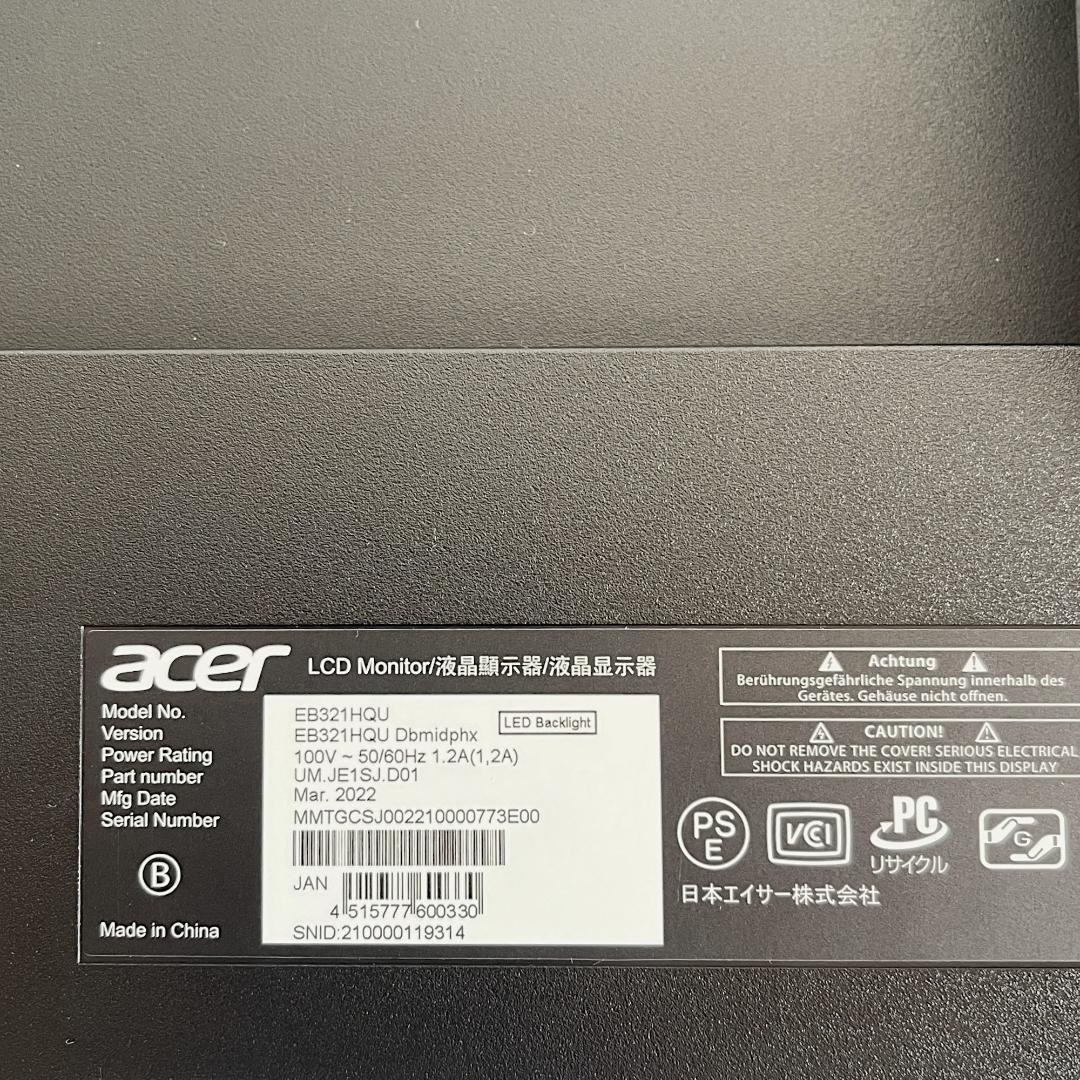 acer LCD Monitor/液晶顯示器/液晶显示器
Model No. EB321HQU
LED Backlight
Version EB321HQU Dbmidphx
Power Rating 100V ~ 50/60Hz 1.2A(1,2A)
Part number UM.JE1SJ.D01
Mfg Date Mar. 2022
Serial Number MMTGCSJ002210000773E00
B
JAN
4 515777 600330
Made in China
SNID:210000119314
Achtung
Berührungsgefährliche Spannung innerhalb des
Gerätes. Gehäuse nicht offnen.
CAUTION!
DO NOT REMOVE THE COVER! SERIOUS ELECTRICAL
SHOCK HAZARDS EXIST INSIDE THIS DISPLAY
PS
E
VCCI
PC
リサイクル
G
日本エイサー株式会社